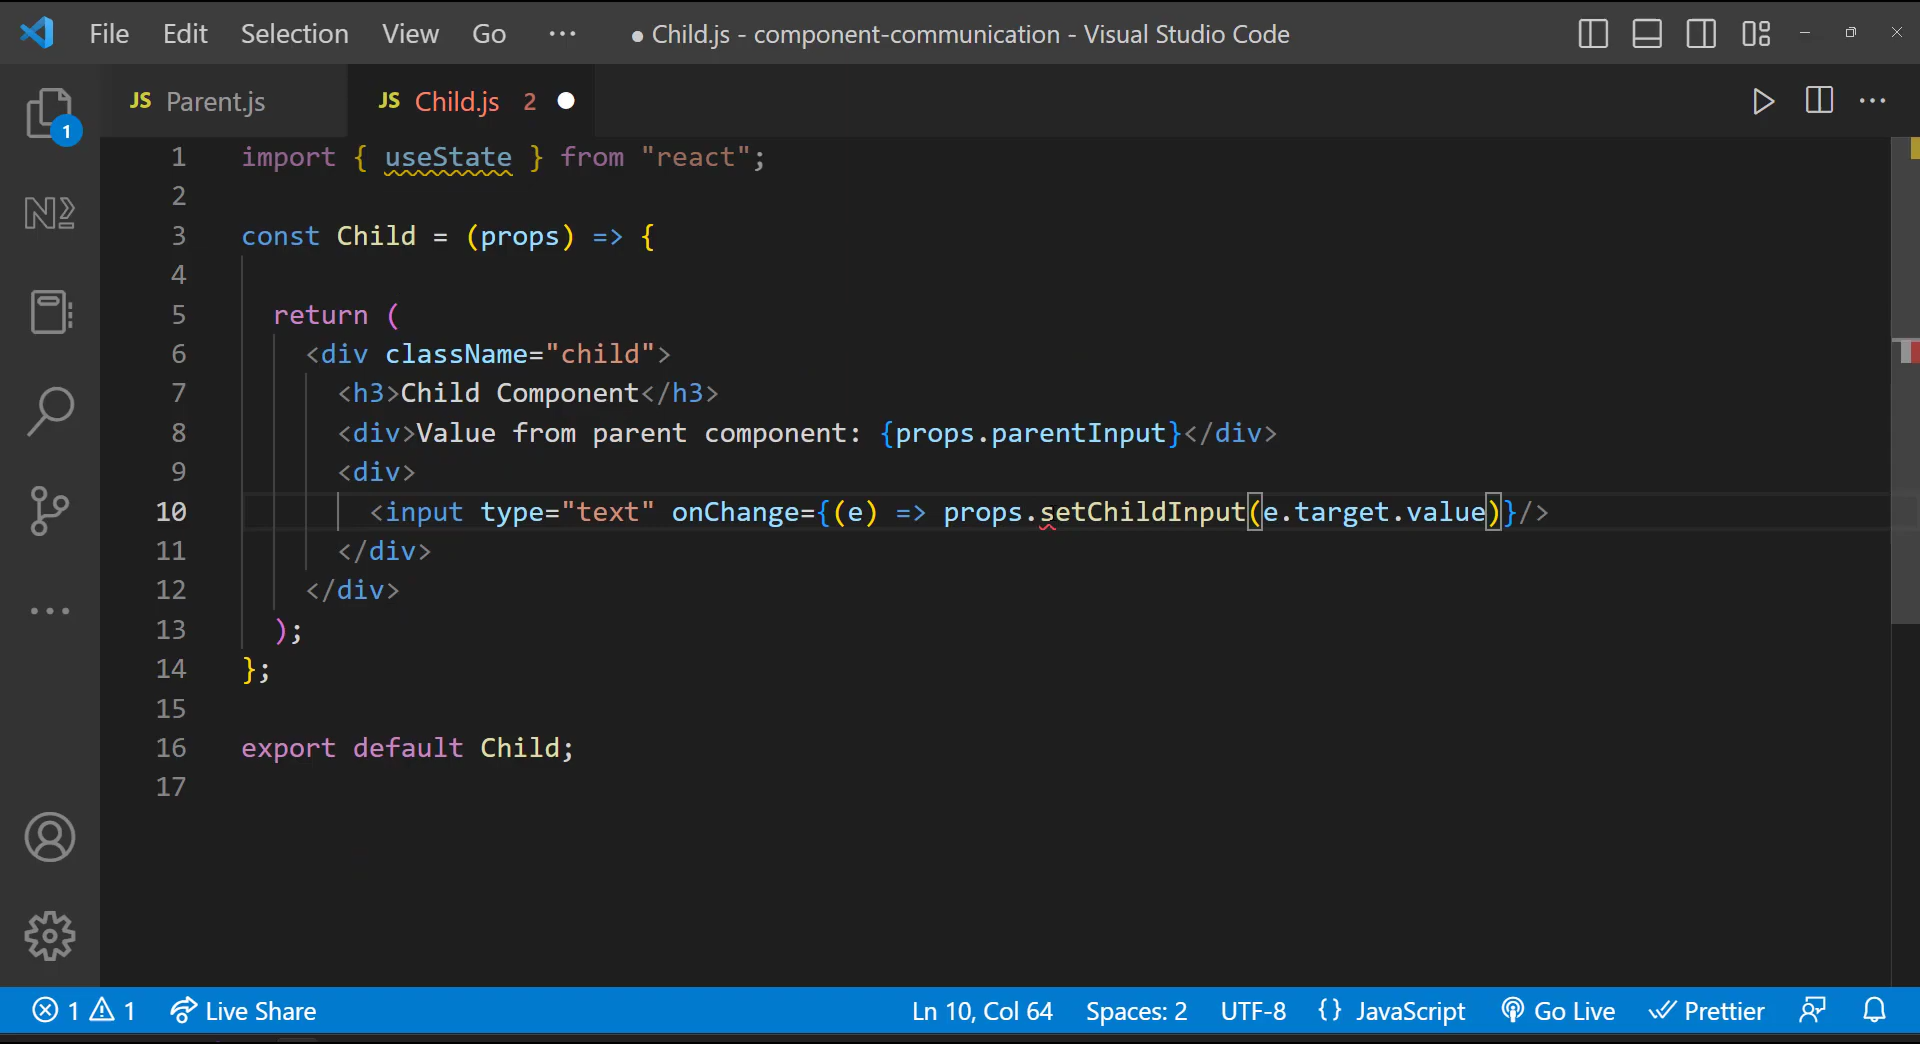 File Edit Selection View Go ··· ● Child.js - component-communication - Visual Studio Code
JS Parent.js JS Child.js 2 ●
1
1 import { useState } from "react";
2
3 const Child = (props) => {
4
5 return (
6 <div className="child">
7 <h3>Child Component</h3>
8 <div>Value from parent component: {props.parentInput}</div>
9 <div>
10 <input type="text" onChange={(e) => props.setChildInput(e.target.value)}/>
11 </div>
12 </div>
13 );
14 };
15
16 export default Child;
17
1 1 Live Share Ln 10, Col 64 Spaces: 2 UTF-8 {} JavaScript Go Live Prettier